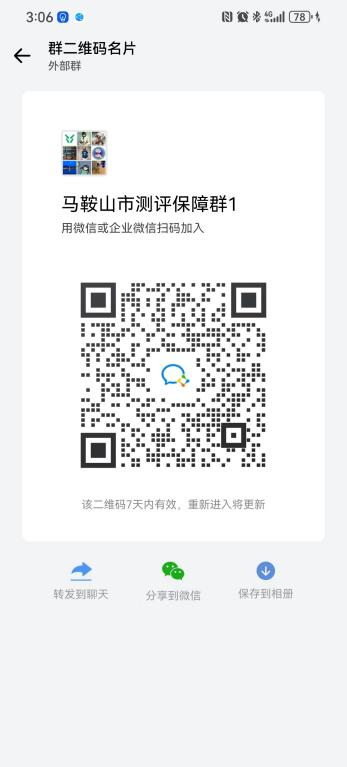 3:06
4G
78
群二维码名片
外部群
马鞍山市测评保障群1
用微信或企业微信扫码加入
该二维码7天内有效，重新进入将更新
转发到聊天
分享到微信
保存到相册